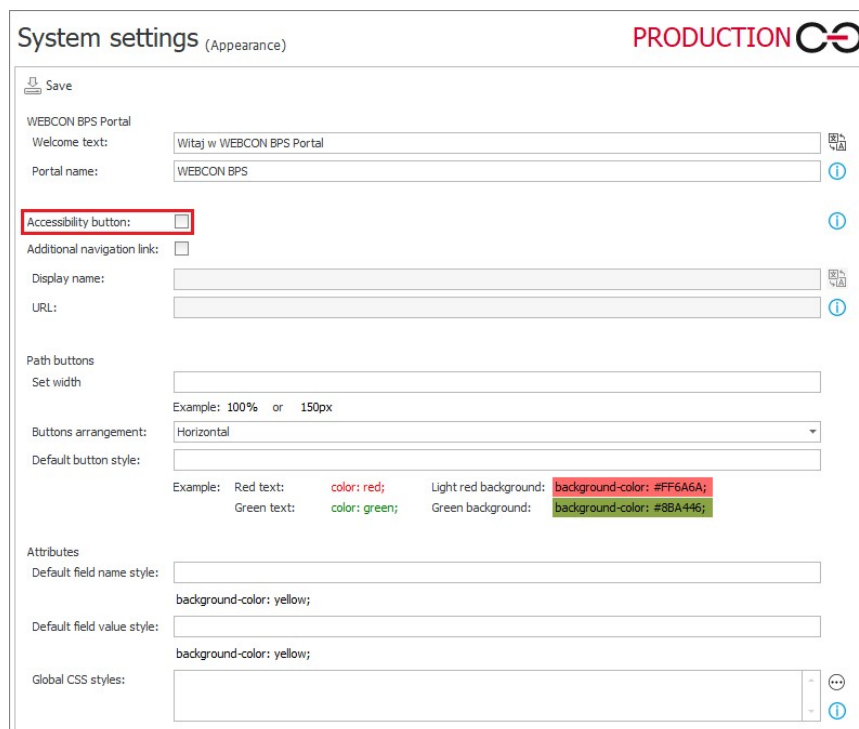 System settings (Appearance) PRODUCTION
Save
WEBCON BPS Portal
Welcome text: Witaj w WEBCON BPS Portal
Portal name: WEBCON BPS
Accessibility button:
Additional navigation link:
Display name:
URL:
Path buttons
Set width
Example: 100% or 150px
Buttons arrangement: Horizontal
Default button style:
Example: Red text: color: red; Light red background: background-color: #FF6A6A;
Green text: color: green; Green background: background-color: #8BA446;
Attributes
Default field name style:
background-color: yellow;
Default field value style:
background-color: yellow;
Global CSS styles: